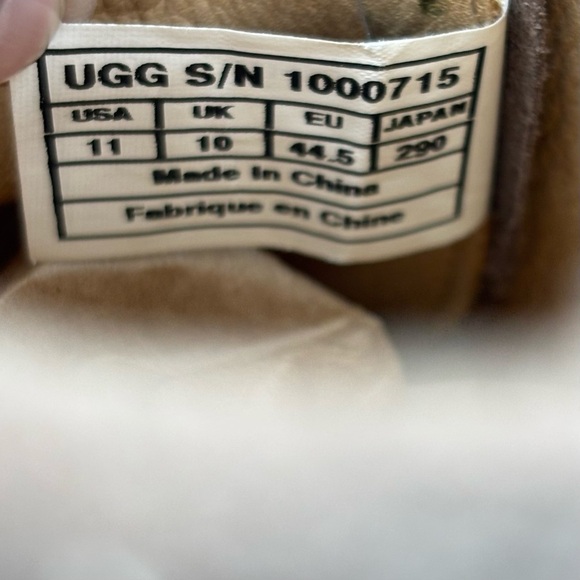 UGG S/N 1000715
USA UK EU JAPAN
11 10 44.5 290
Made In China
Fabrique en Chine